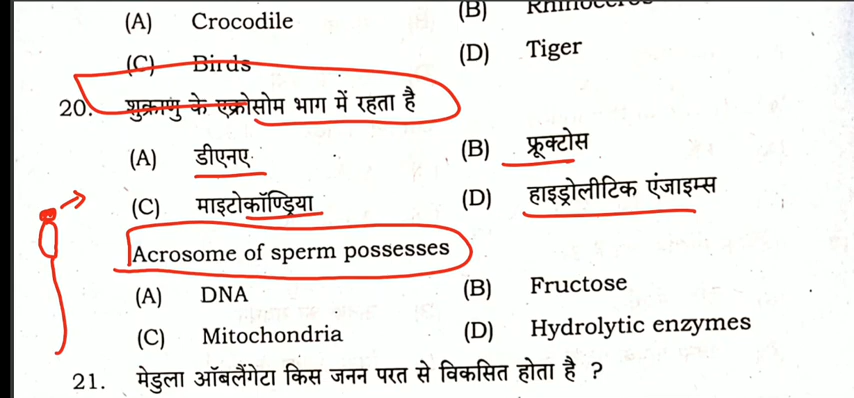 (A) Crocodile (B) Rhinoceros
(C) Birds (D) Tiger
20. शुक्राणु के एक्रोसोम भाग में रहता है
(A) डीएनए (B) फ्रूक्टोस
(C) माइटोकॉण्ड्रिया (D) हाइड्रोलीटिक एंजाइम्स
Acrosome of sperm possesses
(A) DNA (B) Fructose
(C) Mitochondria (D) Hydrolytic enzymes
21. मेडुला ऑबलैंगेटा किस जनन परत से विकसित होता है ?